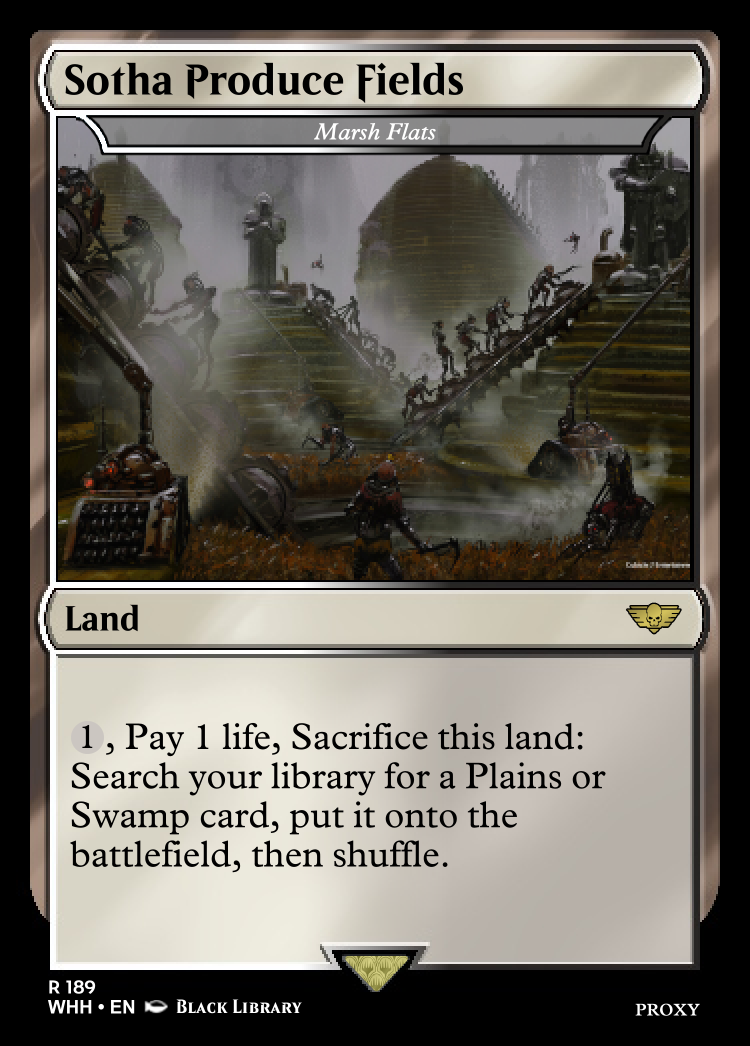 Sotha Produce Fields
Marsh Flats
Land
1, Pay 1 life, Sacrifice this land:
Search your library for a Plains or
Swamp card, put it onto the
battlefield, then shuffle.
R 189
WHH • EN BLACK LIBRARY
PROXY